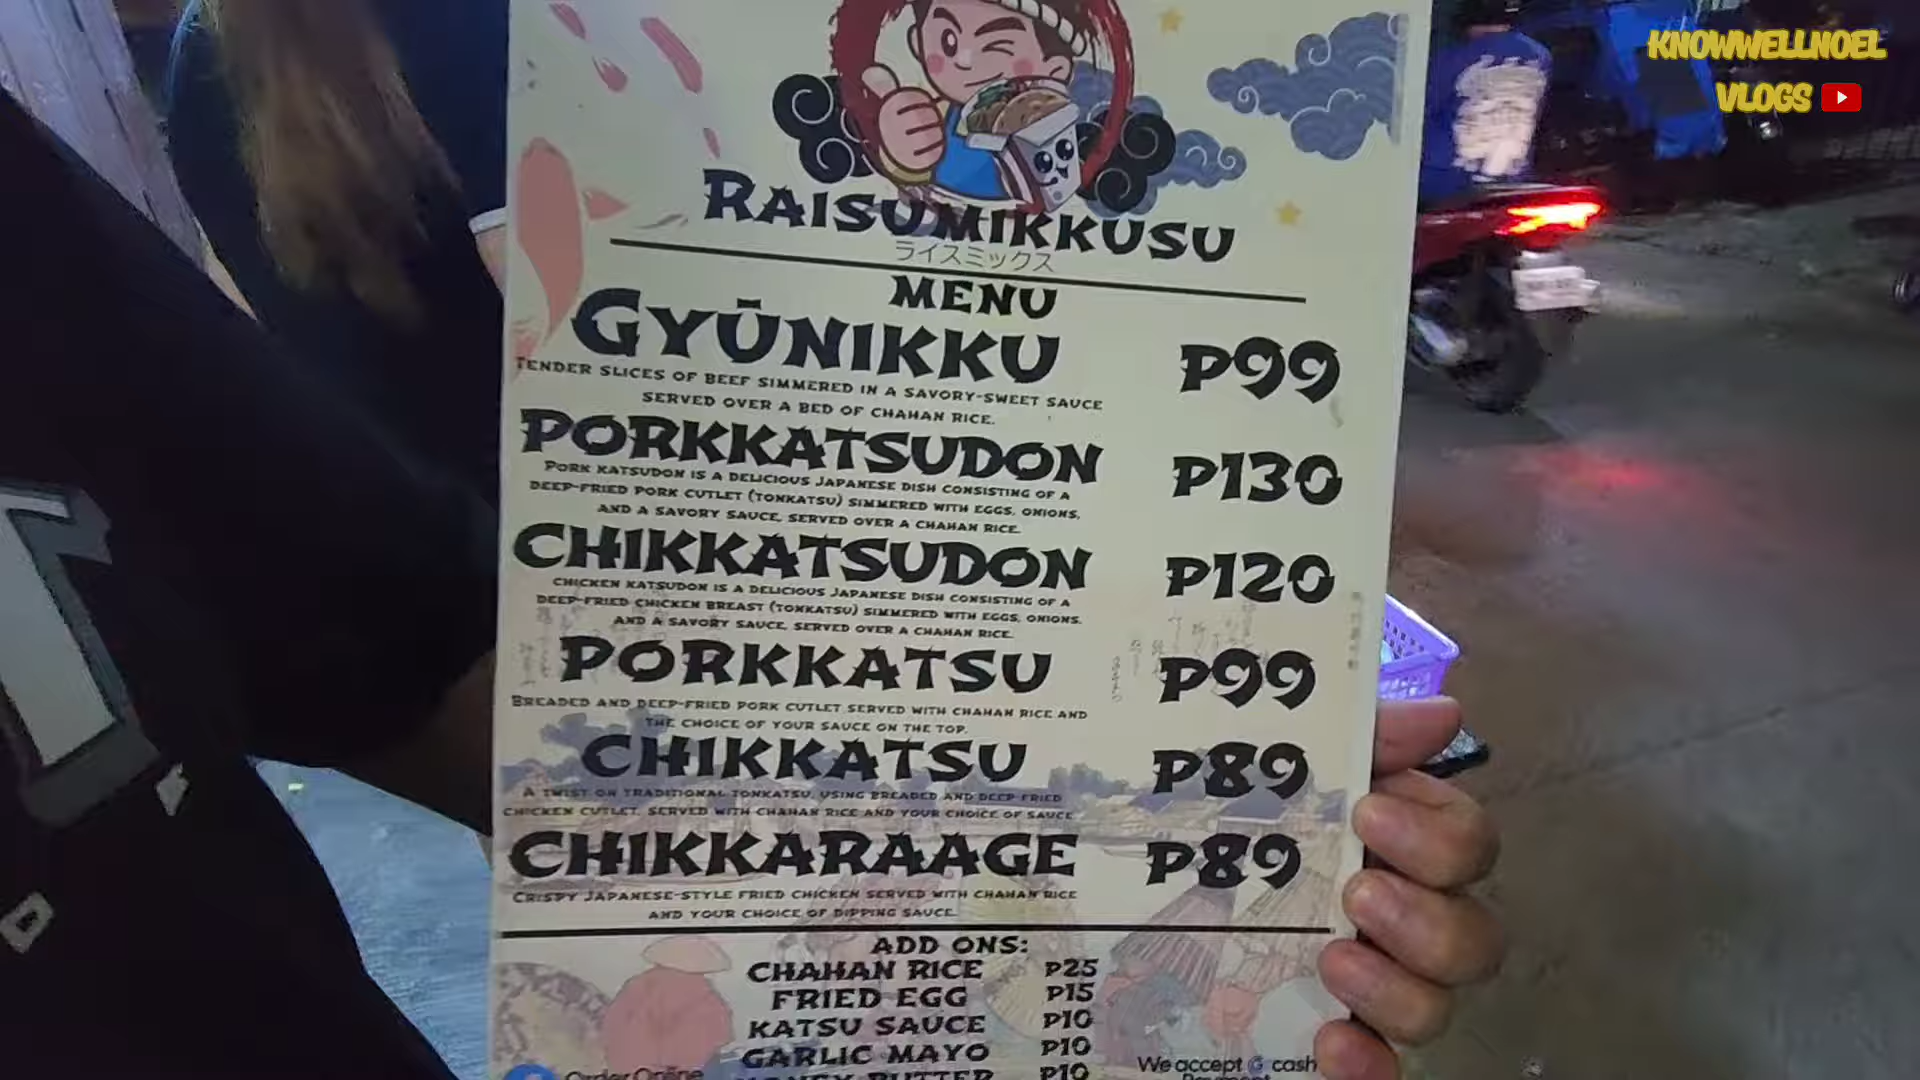 KNOWWELLNOEL
VLOGS
RAISUMIKKUSU
ライスミックス
MENU
GYŪNIKKU P99
TENDER SLICES OF BEEF SIMMERED IN A SAVORY-SWEET SAUCE
SERVED OVER A BED OF CHAHAN RICE.
PORKKATSUDON P130
PORK KATSUDON IS A DELICIOUS JAPANESE DISH CONSISTING OF A
DEEP-FRIED PORK CUTLET (TONKATSU) SIMMERED WITH EGGS, ONIONS,
AND A SAVORY SAUCE, SERVED OVER A CHAHAN RICE.
CHIKKATSUDON P120
CHICKEN KATSUDON IS A DELICIOUS JAPANESE DISH CONSISTING OF A
DEEP-FRIED CHICKEN BREAST (TONKATSU) SIMMERED WITH EGGS, ONIONS,
AND A SAVORY SAUCE, SERVED OVER A CHAHAN RICE.
PORKKATSU P99
BREADED AND DEEP-FRIED PORK CUTLET SERVED WITH CHAHAN RICE AND
THE CHOICE OF YOUR SAUCE ON THE TOP.
CHIKKATSU P89
A TWIST ON TRADITIONAL TONKATSU, USING BREADED AND DEEP FRIED
CHICKEN CUTLET, SERVED WITH CHAHAN RICE AND YOUR CHOICE OF SAUCE
CHIKKARAAGE P89
CRISPY JAPANESE-STYLE FRIED CHICKEN SERVED WITH CHAHAN RICE
AND YOUR CHOICE OF DIPPING SAUCE.
ADD ONS:
CHAHAN RICE P25
FRIED EGG P15
KATSU SAUCE P10
GARLIC MAYO P10
BUTTER P10
Order Online
We accept G cash
Payment